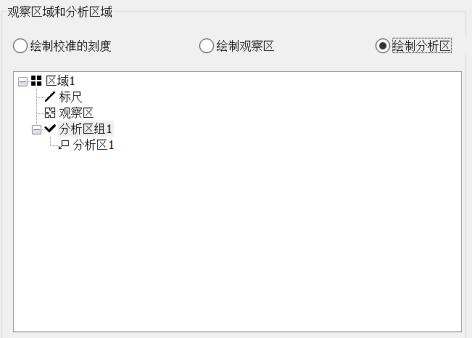 观察区域和分析区域
绘制校准的刻度 绘制观察区 绘制分析区
区域1
标尺
观察区
分析区组1
分析区1